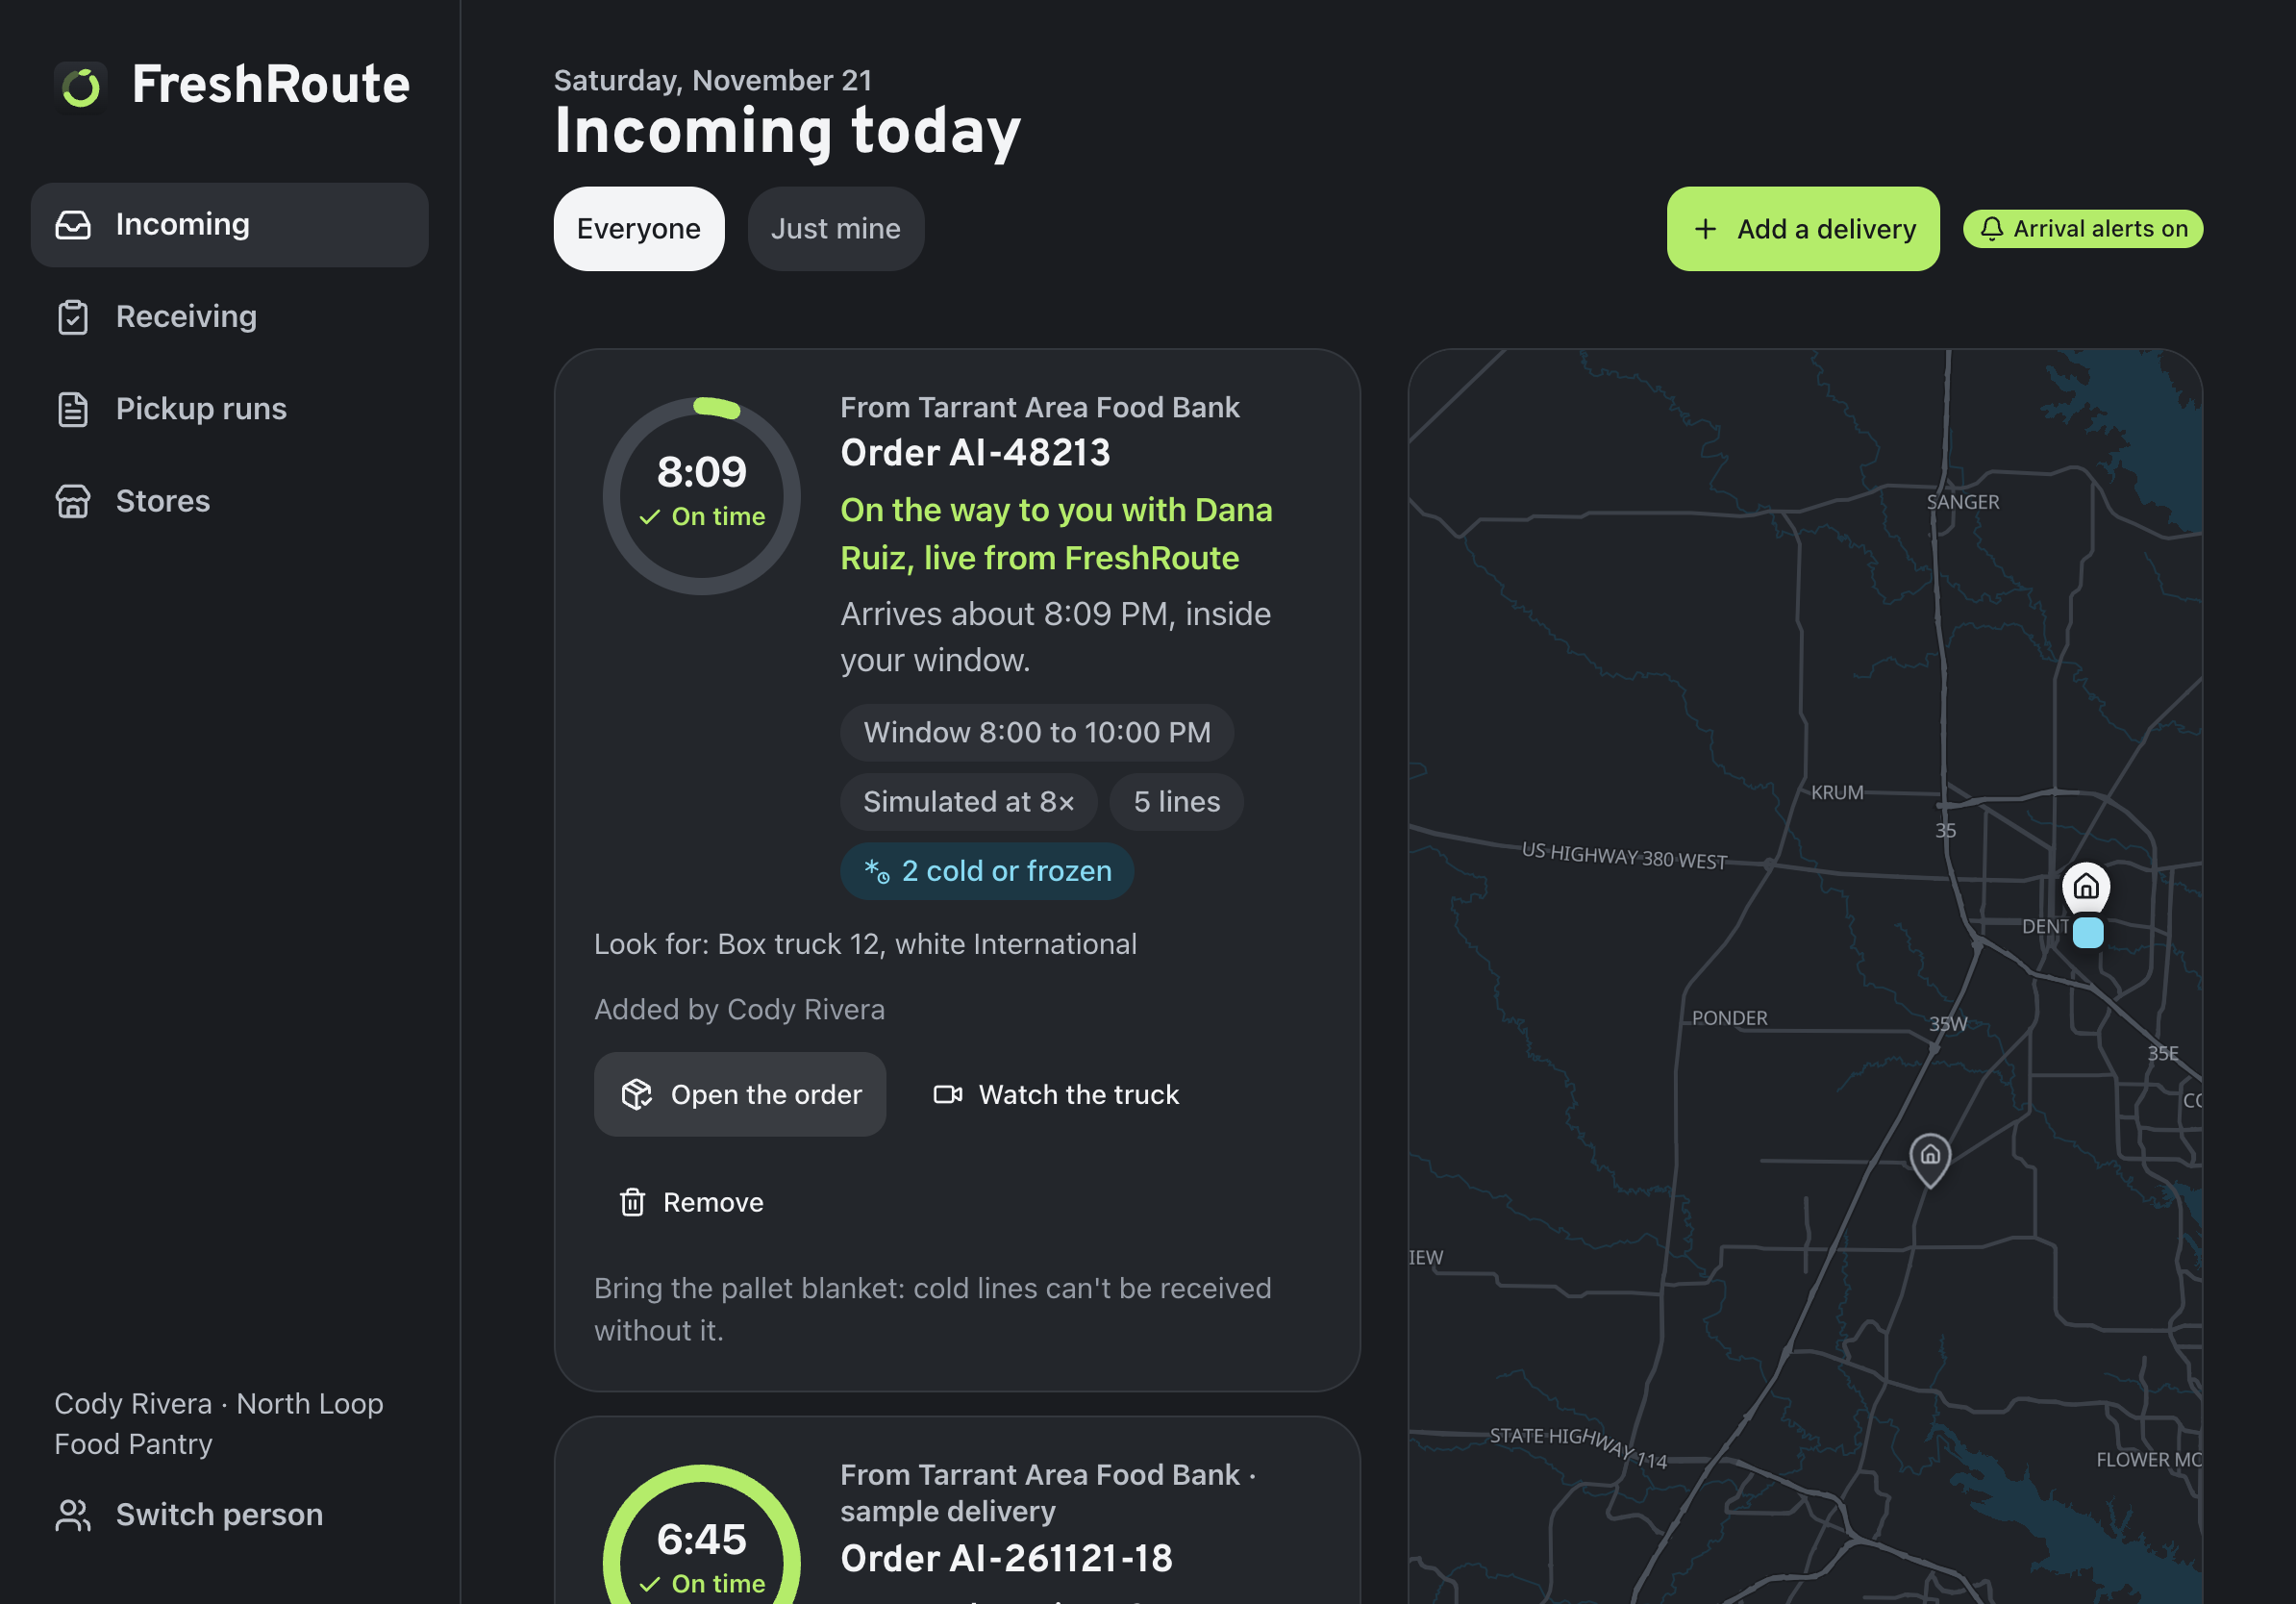 FreshRoute
Incoming
Receiving
Pickup runs
Stores
Cody Rivera · North Loop
Food Pantry
Switch person
Saturday, November 21
Incoming today
Everyone
Just mine
Add a delivery
Arrival alerts on
8:09
On time
From Tarrant Area Food Bank
Order AI-48213
On the way to you with Dana
Ruiz, live from FreshRoute
Arrives about 8:09 PM, inside
your window.
Window 8:00 to 10:00 PM
Simulated at 8×
5 lines
2 cold or frozen
Look for: Box truck 12, white International
Added by Cody Rivera
Open the order
Watch the truck
Remove
Bring the pallet blanket: cold lines can't be received
without it.
6:45
On time
From Tarrant Area Food Bank ·
sample delivery
Order AI-261121-18
SANGER
KRUM
35
US HIGHWAY 380 WEST
DENT
PONDER
35W
35E
CO
IEW
STATE HIGHWAY 114
FLOWER MO